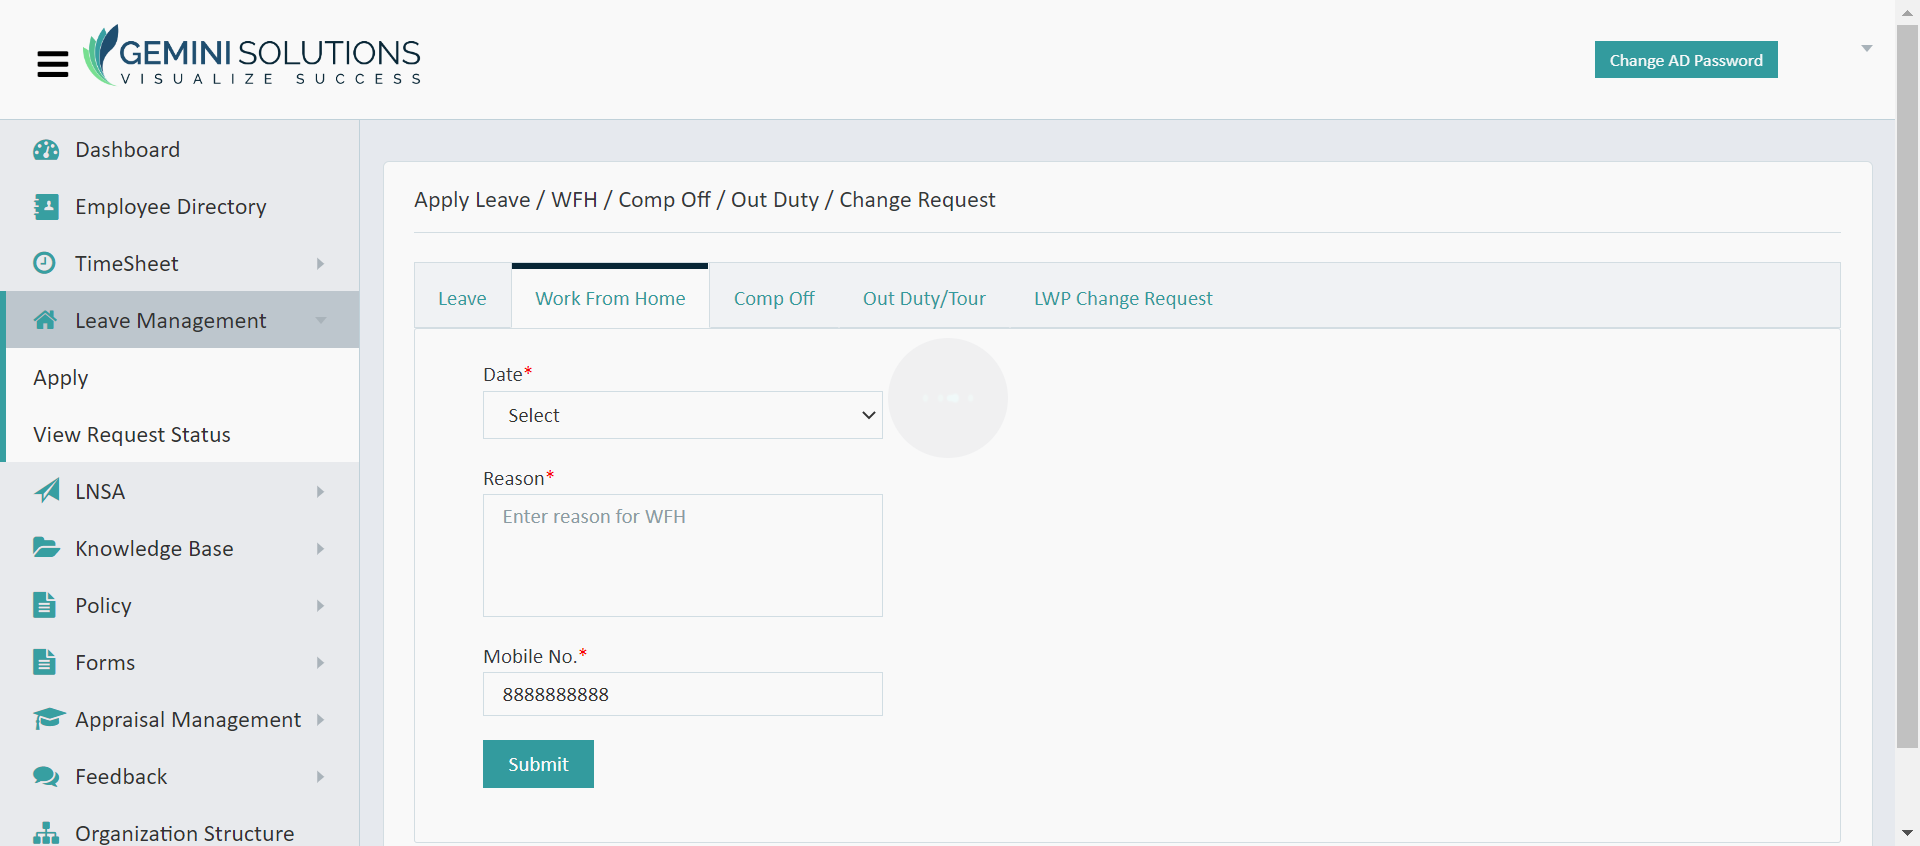 GEMINI SOLUTIONS
VISUALIZE SUCCESS
Change AD Password
Dashboard
Employee Directory
TimeSheet
Leave Management
Apply
View Request Status
LNSA
Knowledge Base
Policy
Forms
Appraisal Management
Feedback
Organization Structure
Apply Leave / WFH / Comp Off / Out Duty / Change Request
Leave Work From Home Comp Off Out Duty/Tour LWP Change Request
Date*
Select
Reason*
Enter reason for WFH
Mobile No.*
8888888888
Submit